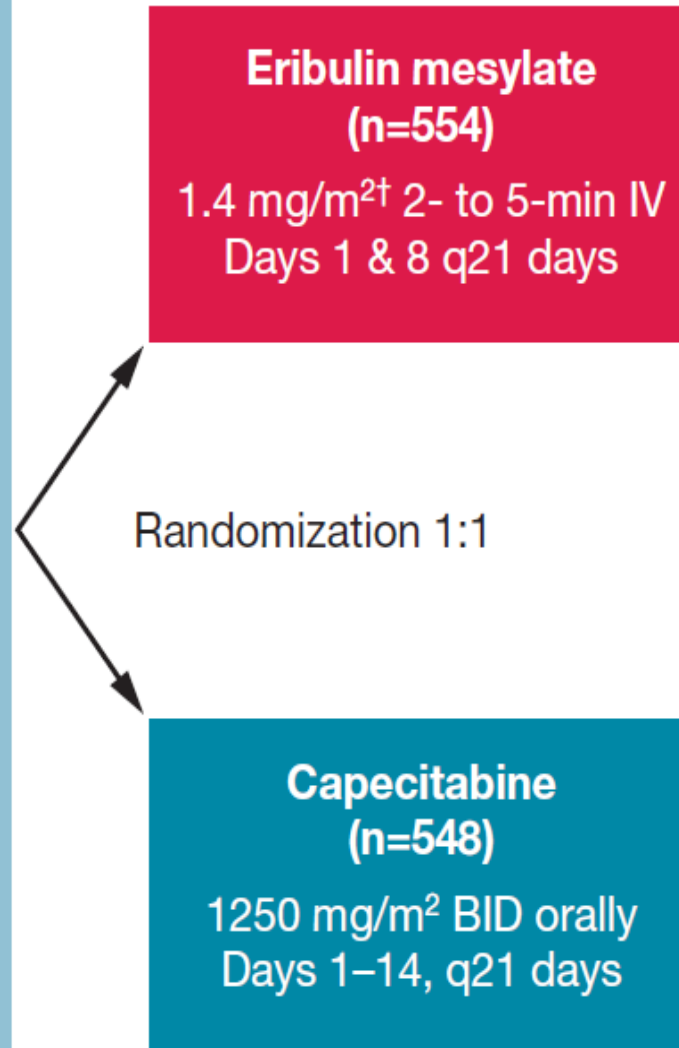 Eribulin mesylate
(n=554)
1.4 mg/m²† 2- to 5-min IV
Days 1 & 8 q21 days
Randomization 1:1
Capecitabine
(n=548)
1250 mg/m² BID orally
Days 1–14, q21 days